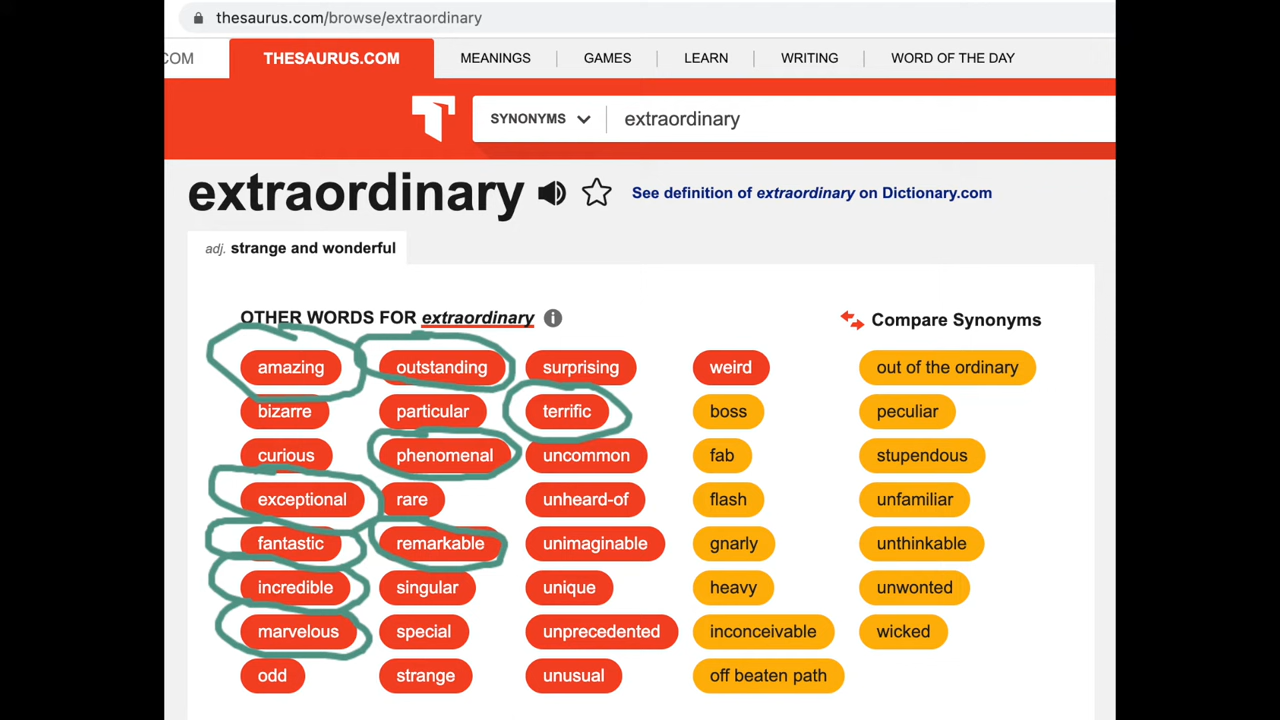 thesaurus.com/browse/extraordinary
COM THESAURUS.COM MEANINGS GAMES LEARN WRITING WORD OF THE DAY
SYNONYMS extraordinary
extraordinary See definition of extraordinary on Dictionary.com
adj. strange and wonderful
OTHER WORDS FOR extraordinary Compare Synonyms
amazing outstanding surprising weird out of the ordinary
bizarre particular terrific boss peculiar
curious phenomenal uncommon fab stupendous
exceptional rare unheard-of flash unfamiliar
fantastic remarkable unimaginable gnarly unthinkable
incredible singular unique heavy unwonted
marvelous special unprecedented inconceivable wicked
odd strange unusual off beaten path